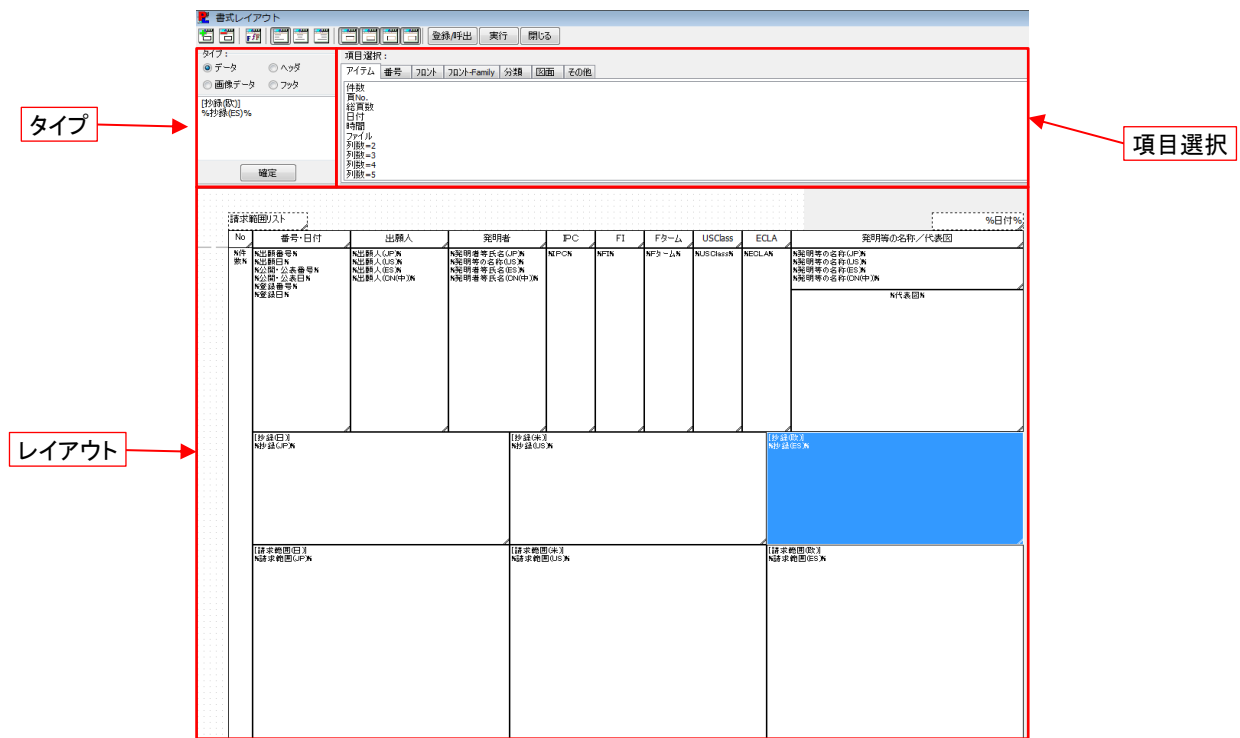 書式レイアウト
登録/呼出 実行 閉じる
タイプ:
データ ヘッダ
画像データ フッタ
[抄録(欧)]
%抄録(ES)%
確定
項目選択:
アイテム 番号 フロント フロント-Family 分類 図面 その他
件数
頁No.
総頁数
日付
時間
ファイル
列数=2
列数=3
列数=4
列数=5
タイプ
項目選択
レイアウト
請求範囲リスト %日付%
No 番号・日付 出願人 発明者 IPC FI Fターム USClass ECLA 発明等の名称/代表図
%件数%
%出願番号%
%出願日%
%公開・公表番号%
%公開・公表日%
%登録番号%
%登録日%
%出願人(JP)%
%出願人(US)%
%出願人(ES)%
%出願人(CN(中))%
%発明者等氏名(JP)%
%発明等の名称(US)%
%発明者等氏名(ES)%
%発明者等氏名(CN(中))%
%IPC%
%FI%
%Fターム%
%USClass%
%ECLA%
%発明等の名称(JP)%
%発明等の名称(US)%
%発明等の名称(ES)%
%発明等の名称(CN(中))%
%代表図%
[抄録(日)]
%抄録(JP)%
[抄録(米)]
%抄録(US)%
[抄録(欧)]
%抄録(ES)%
[請求範囲(日)]
%請求範囲(JP)%
[請求範囲(米)]
%請求範囲(US)%
[請求範囲(欧)]
%請求範囲(ES)%